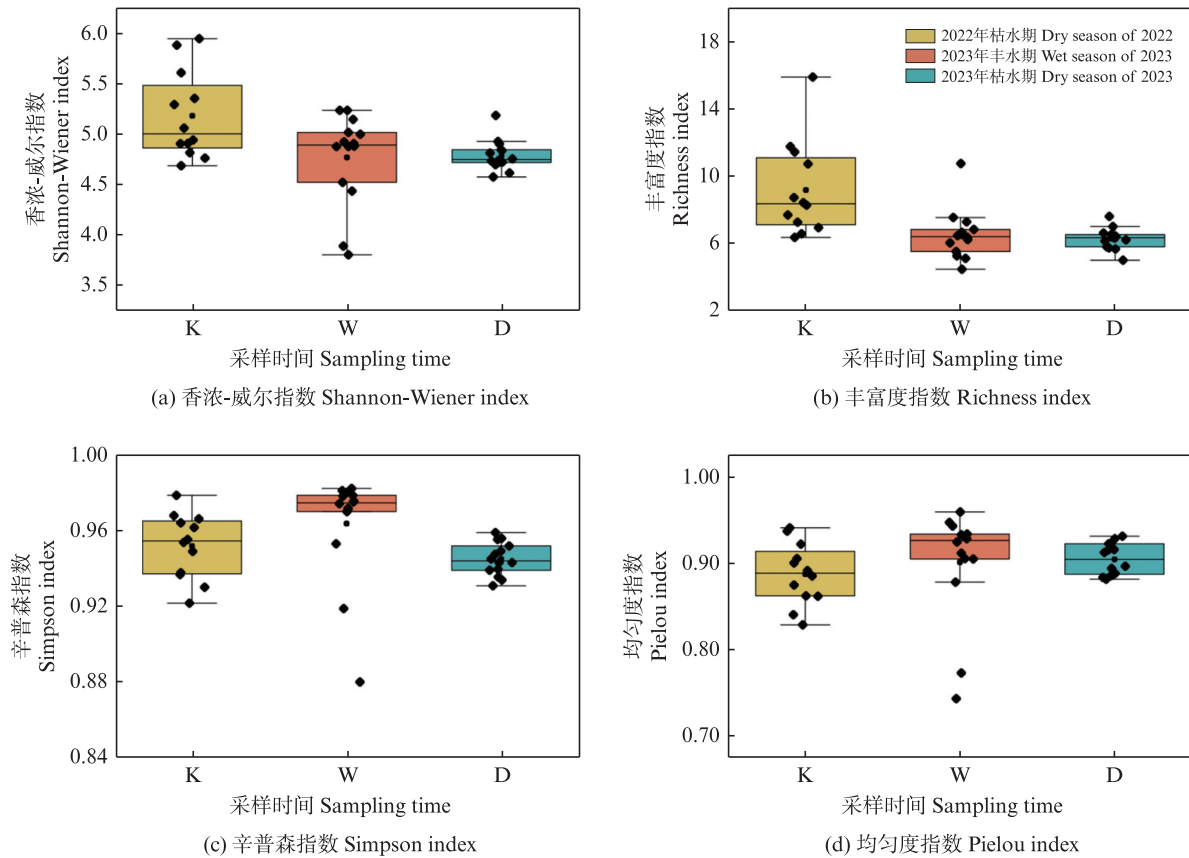 6.0
5.5
5.0
4.5
4.0
3.5
香浓-威尔指数
Shannon-Wiener index
K
W
D
采样时间 Sampling time
(a) 香浓-威尔指数 Shannon-Wiener index
18
14
10
6
2
丰富度指数
Richness index
2022年枯水期 Dry season of 2022
2023年丰水期 Wet season of 2023
2023年枯水期 Dry season of 2023
K
W
D
采样时间 Sampling time
(b) 丰富度指数 Richness index
1.00
0.96
0.92
0.88
0.84
辛普森指数
Simpson index
K
W
D
采样时间 Sampling time
(c) 辛普森指数 Simpson index
1.00
0.90
0.80
0.70
均匀度指数
Pielou index
K
W
D
采样时间 Sampling time
(d) 均匀度指数 Pielou index